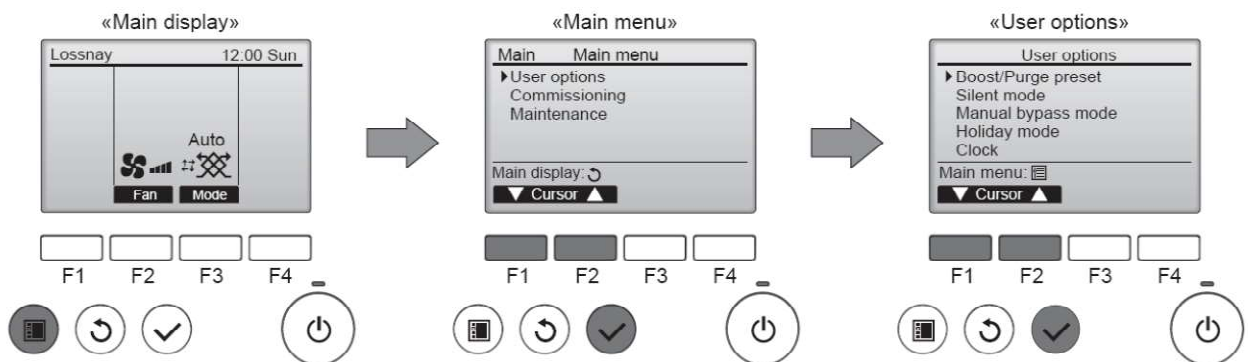 «Main display»
Lossnay 12:00 Sun
Auto
Fan Mode
F1 F2 F3 F4
«Main menu»
Main Main menu
User options
Commissioning
Maintenance
Main display:
Cursor
F1 F2 F3 F4
«User options»
User options
Boost/Purge preset
Silent mode
Manual bypass mode
Holiday mode
Clock
Main menu:
Cursor
F1 F2 F3 F4